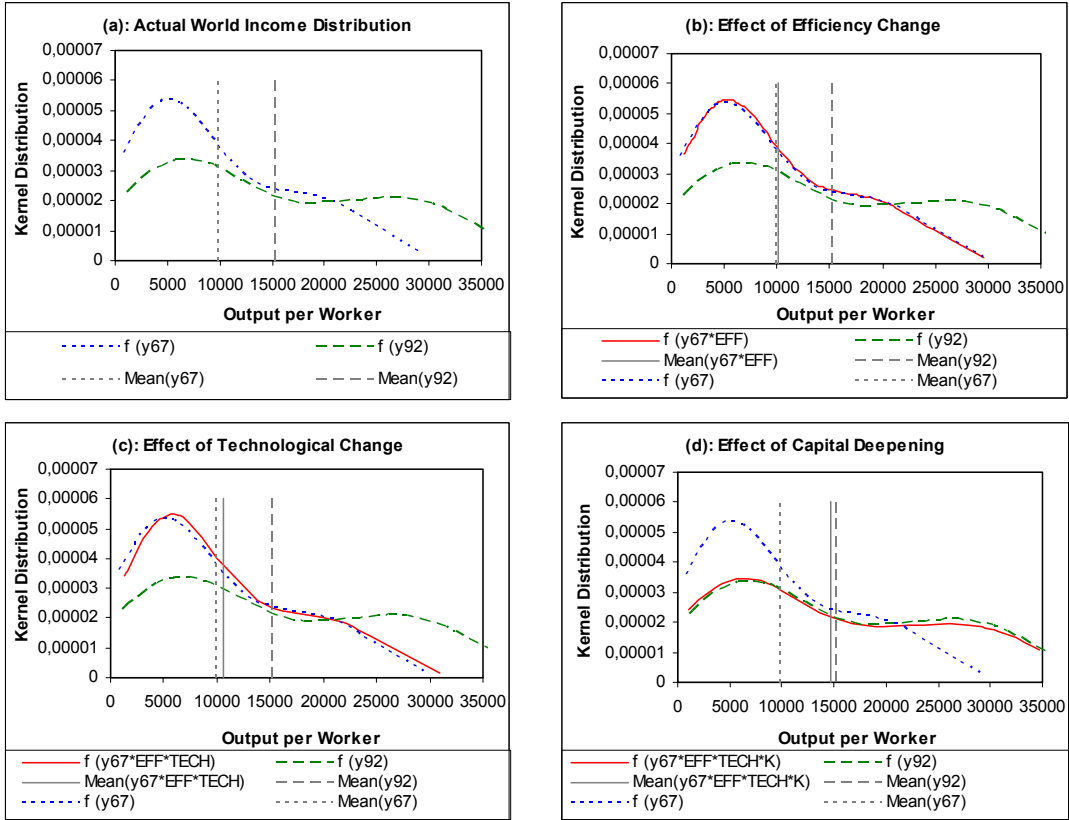 (a): Actual World Income Distribution
0,00007
0,00006
0,00005
0,00004
0,00003
0,00002
0,00001
0
Kernel Distribution
0 5000 10000 15000 20000 25000 30000 35000
Output per Worker
f (y67) f (y92)
Mean(y67) Mean(y92)
(b): Effect of Efficiency Change
0,00007
0,00006
0,00005
0,00004
0,00003
0,00002
0,00001
0
Kernel Distribution
0 5000 10000 15000 20000 25000 30000 35000
Output per Worker
f (y67*EFF) f (y92)
Mean(y67*EFF) Mean(y92)
f (y67) Mean(y67)
(c): Effect of Technological Change
0,00007
0,00006
0,00005
0,00004
0,00003
0,00002
0,00001
0
Kernel Distribution
0 5000 10000 15000 20000 25000 30000 35000
Output per Worker
f (y67*EFF*TECH) f (y92)
Mean(y67*EFF*TECH) Mean(y92)
f (y67) Mean(y67)
(d): Effect of Capital Deepening
0,00007
0,00006
0,00005
0,00004
0,00003
0,00002
0,00001
0
Kernel Distribution
0 5000 10000 15000 20000 25000 30000 35000
Output per Worker
f (y67*EFF*TECH*K) f (y92)
Mean(y67*EFF*TECH*K) Mean(y92)
f (y67) Mean(y67)